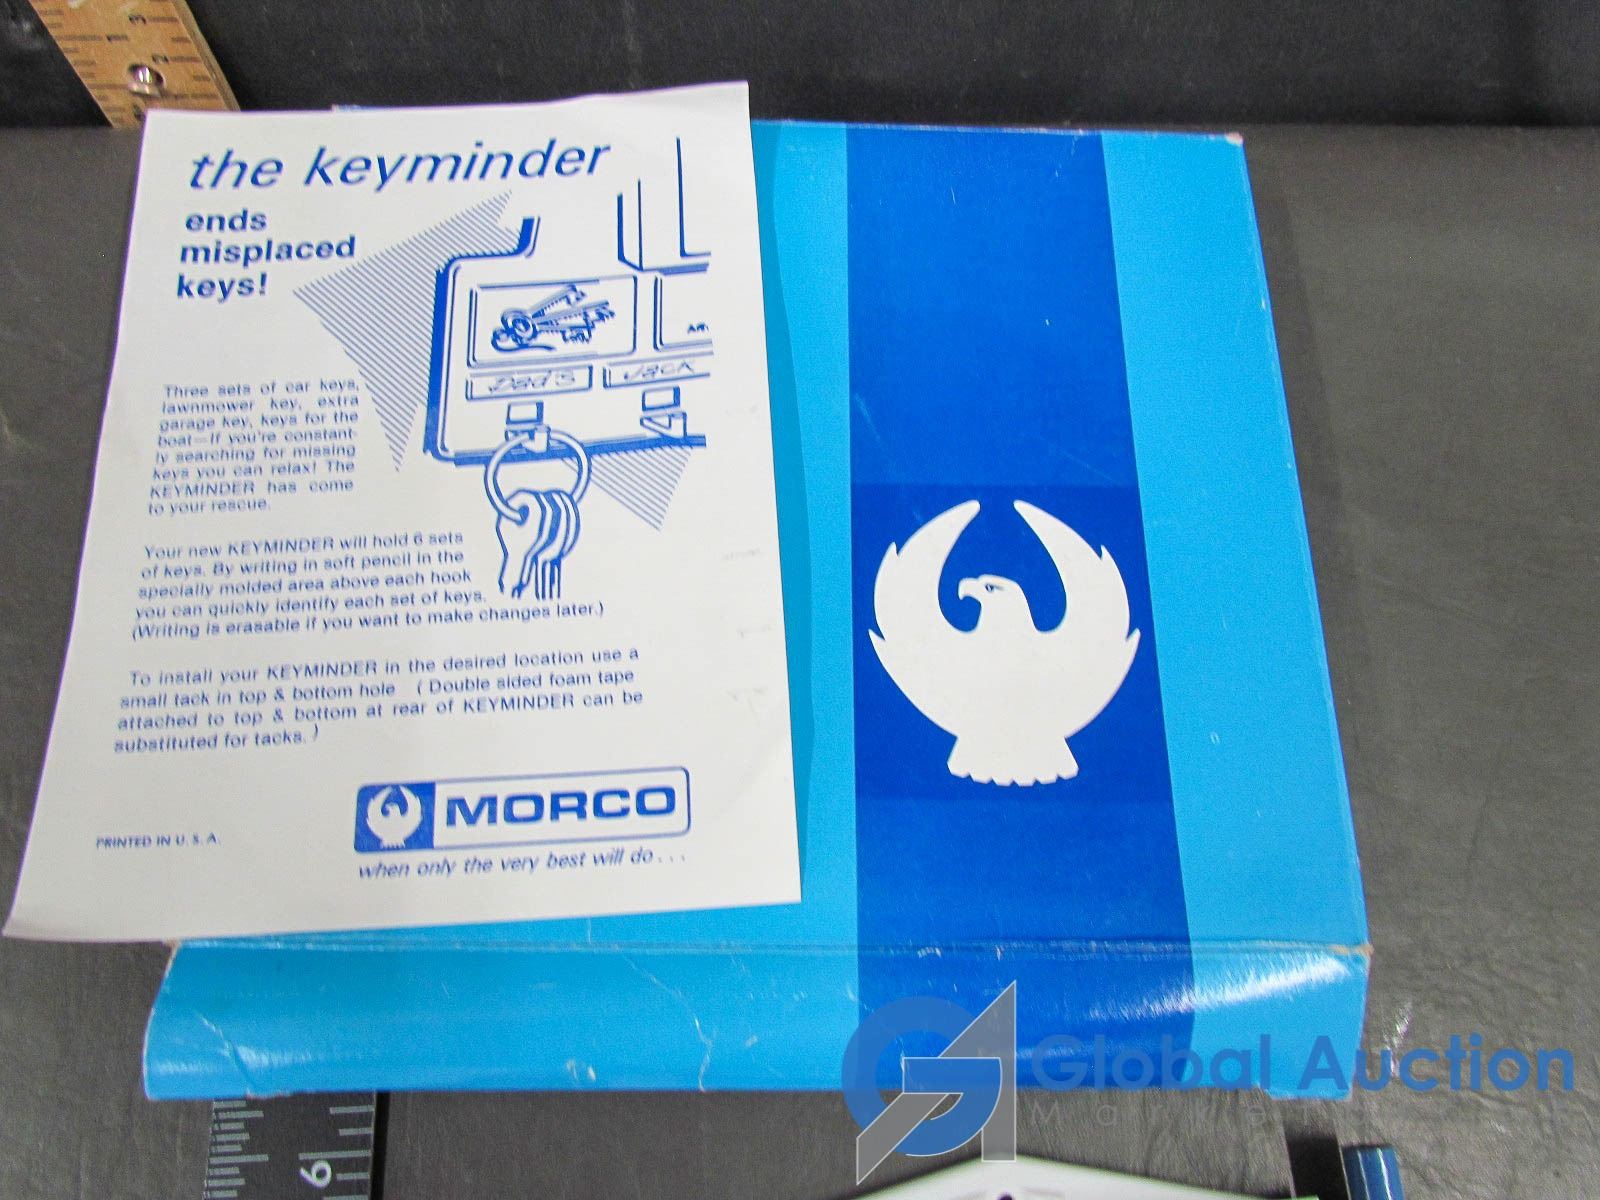 the keyminder
ends
misplaced
keys!
Dad's Jack
Three sets of car keys,
lawnmower key, extra
garage key, keys for the
boat—If you're constant-
ly searching for missing
keys you can relax! The
KEYMINDER has come
to your rescue.
Your new KEYMINDER will hold 6 sets
of keys. By writing in soft pencil in the
specially molded area above each hook
you can quickly identify each set of keys.
(Writing is erasable if you want to make changes later.)
To install your KEYMINDER in the desired location use a
small tack in top & bottom hole (Double sided foam tape
attached to top & bottom at rear of KEYMINDER can be
substituted for tacks.)
MORCO
PRINTED IN U.S.A.
when only the very best will do...
Global Auction
3
2
6